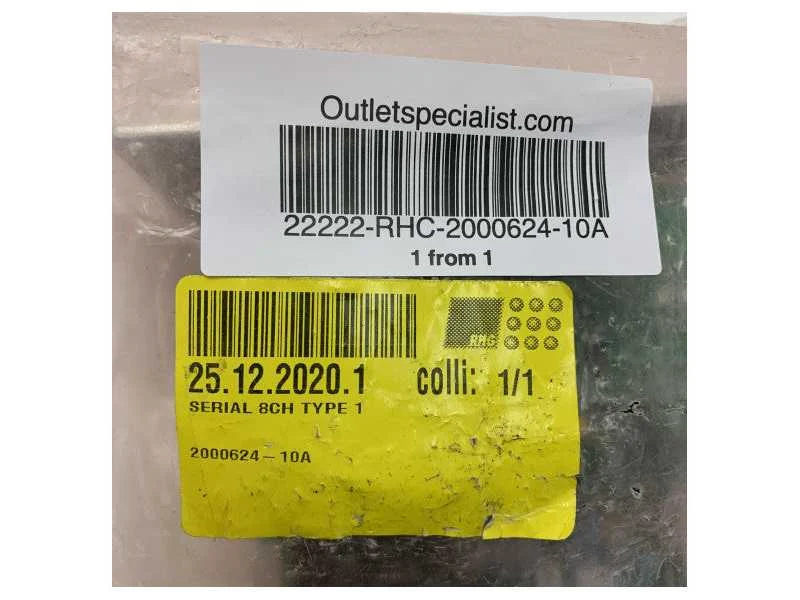 Outletspecialist.com
22222-RHC-2000624-10A
1 from 1
RHS
25.12.2020.1 colli: 1/1
SERIAL 8CH TYPE 1
2000624-10A